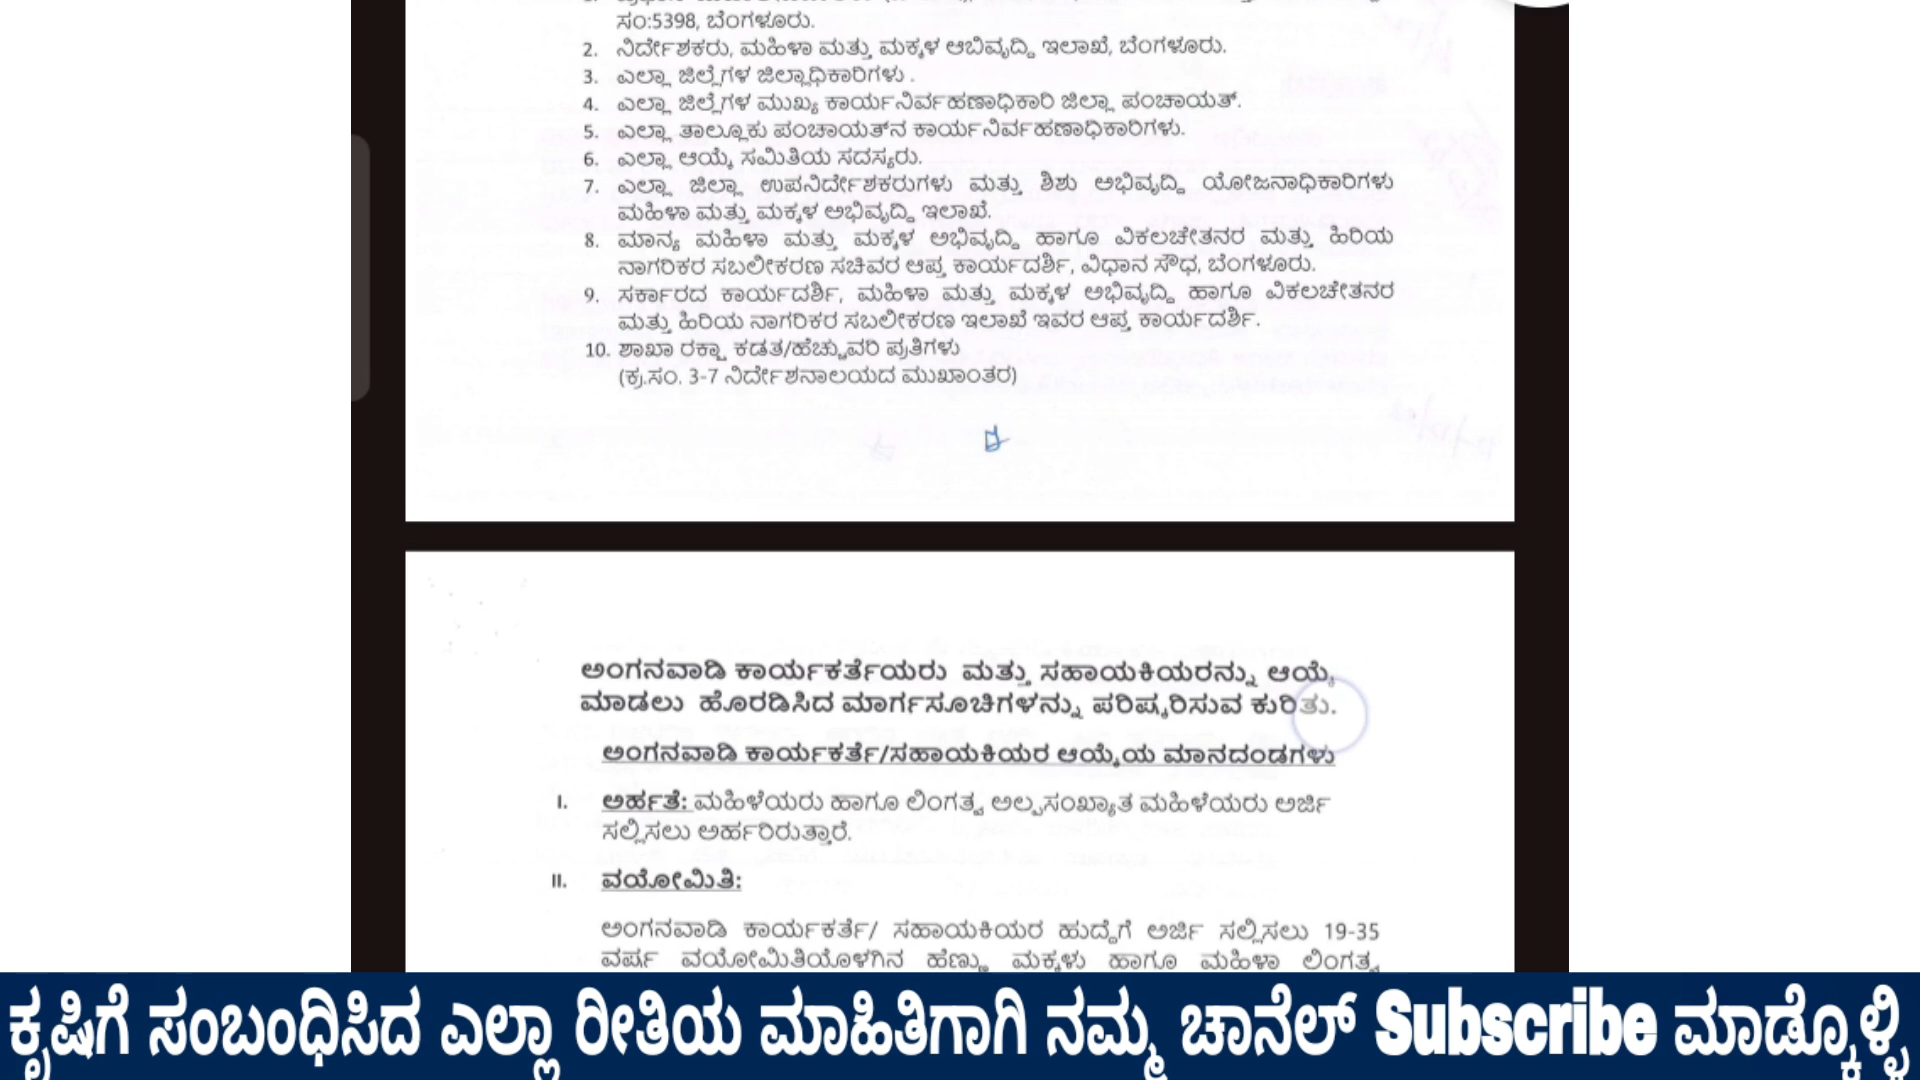 ಸಂ:5398, ಬೆಂಗಳೂರು.
2. ನಿರ್ದೇಶಕರು, ಮಹಿಳಾ ಮತ್ತು ಮಕ್ಕಳ ಆಬಿವೃದ್ದಿ ಇಲಾಖೆ, ಬೆಂಗಳೂರು.
3. ಎಲ್ಲಾ ಜಿಲ್ಲೆಗಳ ಜಿಲ್ಲಾಧಿಕಾರಿಗಳು .
4. ಎಲ್ಲಾ ಜಿಲ್ಲೆಗಳ ಮುಖ್ಯ ಕಾರ್ಯನಿರ್ವಹಣಾಧಿಕಾರಿ ಜಿಲ್ಲಾ ಪಂಚಾಯತ್.
5. ಎಲ್ಲಾ ತಾಲ್ಲೂಕು ಪಂಚಾಯತ್‌ನ ಕಾರ್ಯನಿರ್ವಹಣಾಧಿಕಾರಿಗಳು.
6. ಎಲ್ಲಾ ಆಯ್ಕೆ ಸಮಿತಿಯ ಸದಸ್ಯರು.
7. ಎಲ್ಲಾ ಜಿಲ್ಲಾ ಉಪನಿರ್ದೇಶಕರುಗಳು ಮತ್ತು ಶಿಶು ಅಭಿವೃದ್ದಿ ಯೋಜನಾಧಿಕಾರಿಗಳು
ಮಹಿಳಾ ಮತ್ತು ಮಕ್ಕಳ ಅಭಿವೃದ್ದಿ ಇಲಾಖೆ.
8. ಮಾನ್ಯ ಮಹಿಳಾ ಮತ್ತು ಮಕ್ಕಳ ಅಭಿವೃದ್ದಿ ಹಾಗೂ ವಿಕಲಚೇತನರ ಮತ್ತು ಹಿರಿಯ
ನಾಗರಿಕರ ಸಬಲೀಕರಣ ಸಚಿವರ ಆಪ್ತ ಕಾರ್ಯದರ್ಶಿ, ವಿಧಾನ ಸೌಧ, ಬೆಂಗಳೂರು.
9. ಸರ್ಕಾರದ ಕಾರ್ಯದರ್ಶಿ, ಮಹಿಳಾ ಮತ್ತು ಮಕ್ಕಳ ಅಭಿವೃದ್ದಿ ಹಾಗೂ ವಿಕಲಚೇತನರ
ಮತ್ತು ಹಿರಿಯ ನಾಗರಿಕರ ಸಬಲೀಕರಣ ಇಲಾಖೆ ಇವರ ಆಪ್ತ ಕಾರ್ಯದರ್ಶಿ.
10. ಶಾಖಾ ರಕ್ಷಾ ಕಡತ/ಹೆಚ್ಚುವರಿ ಪ್ರತಿಗಳು
(ಕ್ರ.ಸಂ. 3-7 ನಿರ್ದೇಶನಾಲಯದ ಮುಖಾಂತರ)
ಅಂಗನವಾಡಿ ಕಾರ್ಯಕರ್ತೆಯರು ಮತ್ತು ಸಹಾಯಕಿಯರನ್ನು ಆಯ್ಕೆ
ಮಾಡಲು ಹೊರಡಿಸಿದ ಮಾರ್ಗಸೂಚಿಗಳನ್ನು ಪರಿಷ್ಕರಿಸುವ ಕುರಿತು.
ಅಂಗನವಾಡಿ ಕಾರ್ಯಕರ್ತೆ/ಸಹಾಯಕಿಯರ ಆಯ್ಕೆಯ ಮಾನದಂಡಗಳು
I. ಅರ್ಹತೆ: ಮಹಿಳೆಯರು ಹಾಗೂ ಲಿಂಗತ್ವ ಅಲ್ಪಸಂಖ್ಯಾತ ಮಹಿಳೆಯರು ಅರ್ಜಿ
ಸಲ್ಲಿಸಲು ಅರ್ಹರಿರುತ್ತಾರೆ.
II. ವಯೋಮಿತಿ:
ಅಂಗನವಾಡಿ ಕಾರ್ಯಕರ್ತೆ/ ಸಹಾಯಕಿಯರ ಹುದ್ದೆಗೆ ಅರ್ಜಿ ಸಲ್ಲಿಸಲು 19-35
ವರ್ಷ ವಯೋಮಿತಿಯೊಳಗಿನ ಹೆಣ್ಣು ಮಕ್ಕಳು ಹಾಗೂ ಮಹಿಳಾ ಲಿಂಗತ್ವ
ಕೃಷಿಗೆ ಸಂಬಂಧಿಸಿದ ಎಲ್ಲಾ ರೀತಿಯ ಮಾಹಿತಿಗಾಗಿ ನಮ್ಮ ಚಾನೆಲ್ Subscribe ಮಾಡ್ಕೊಳ್ಳಿ